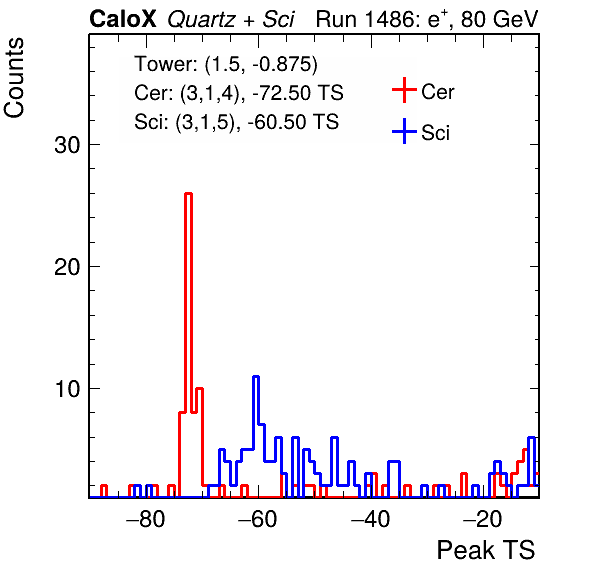 CaloX Quartz + Sci Run 1486: e⁺, 80 GeV
Counts
Tower: (1.5, -0.875)
Cer: (3,1,4), -72.50 TS
Sci: (3,1,5), -60.50 TS
Cer
Sci
30
20
10
−80 −60 −40 −20
Peak TS